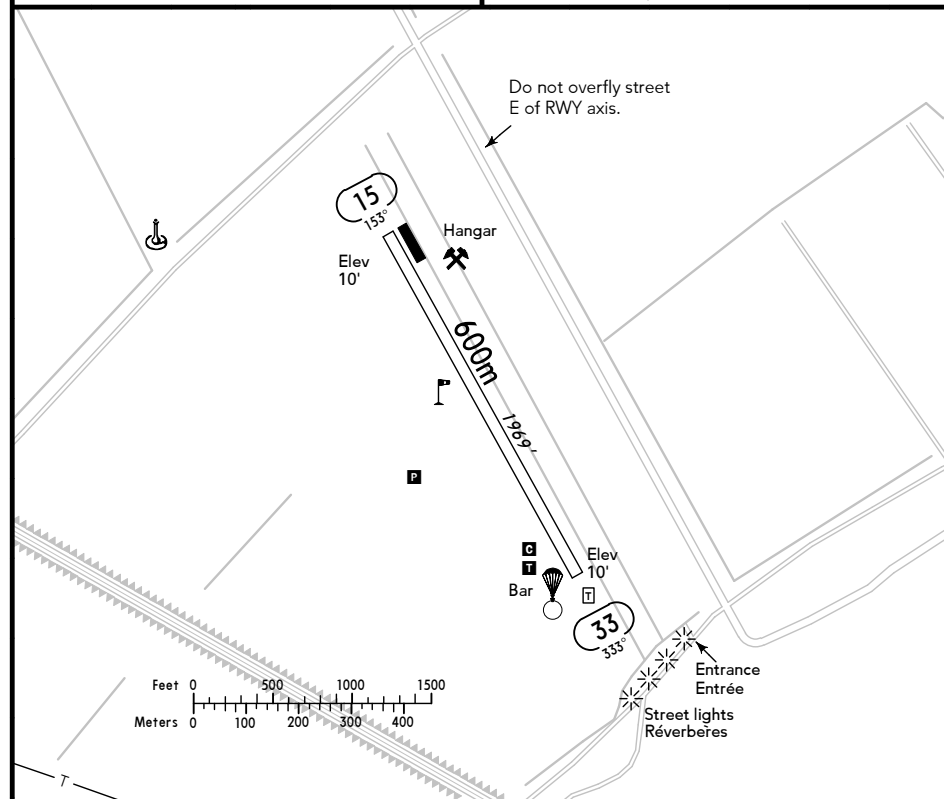 Do not overfly street
E of RWY axis.
15
153°
Hangar
Elev
10'
600m
1969'
P
C
T
Elev
10'
Bar
T
33
333°
Entrance
Entrée
Street lights
Réverbères
Feet 0 500 1000 1500
Meters 0 100 200 300 400
T